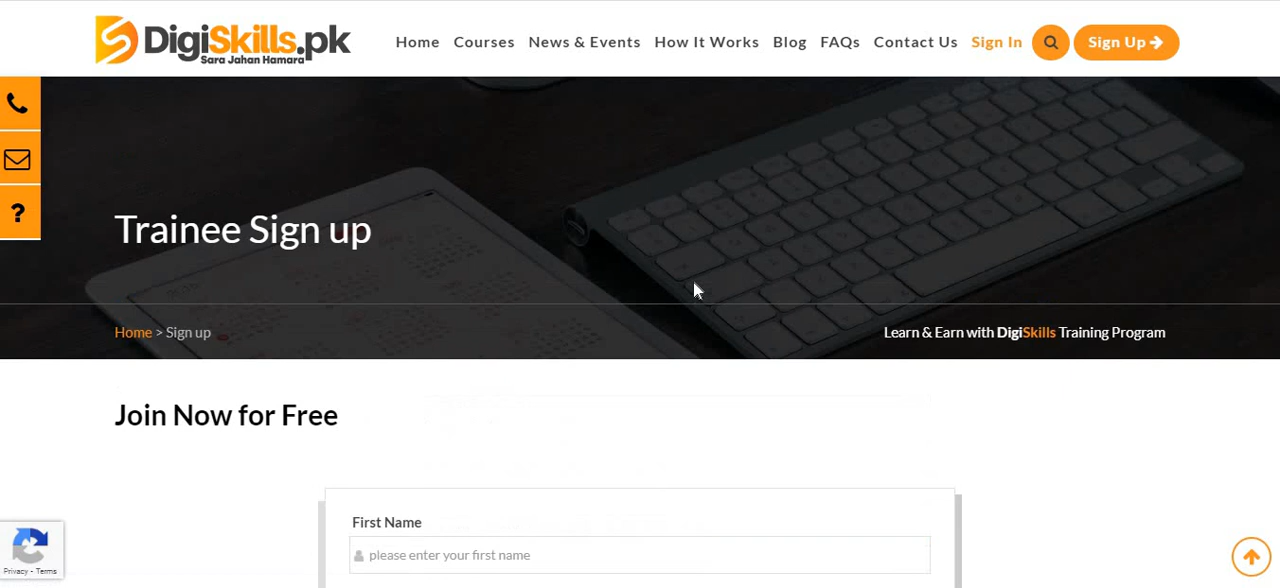 DigiSkills.pk
Sara Jahan Hamara
Home Courses News & Events How It Works Blog FAQs Contact Us Sign In Sign Up
?
Trainee Sign up
Home > Sign up
Learn & Earn with DigiSkills Training Program
Join Now for Free
First Name
please enter your first name
Privacy - Terms